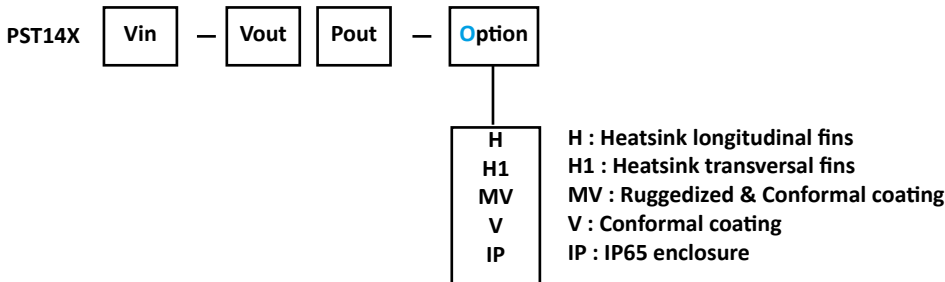 PST14X Vin — Vout Pout — Option
H H : Heatsink longitudinal fins
H1 H1 : Heatsink transversal fins
MV MV : Ruggedized & Conformal coating
V V : Conformal coating
IP IP : IP65 enclosure